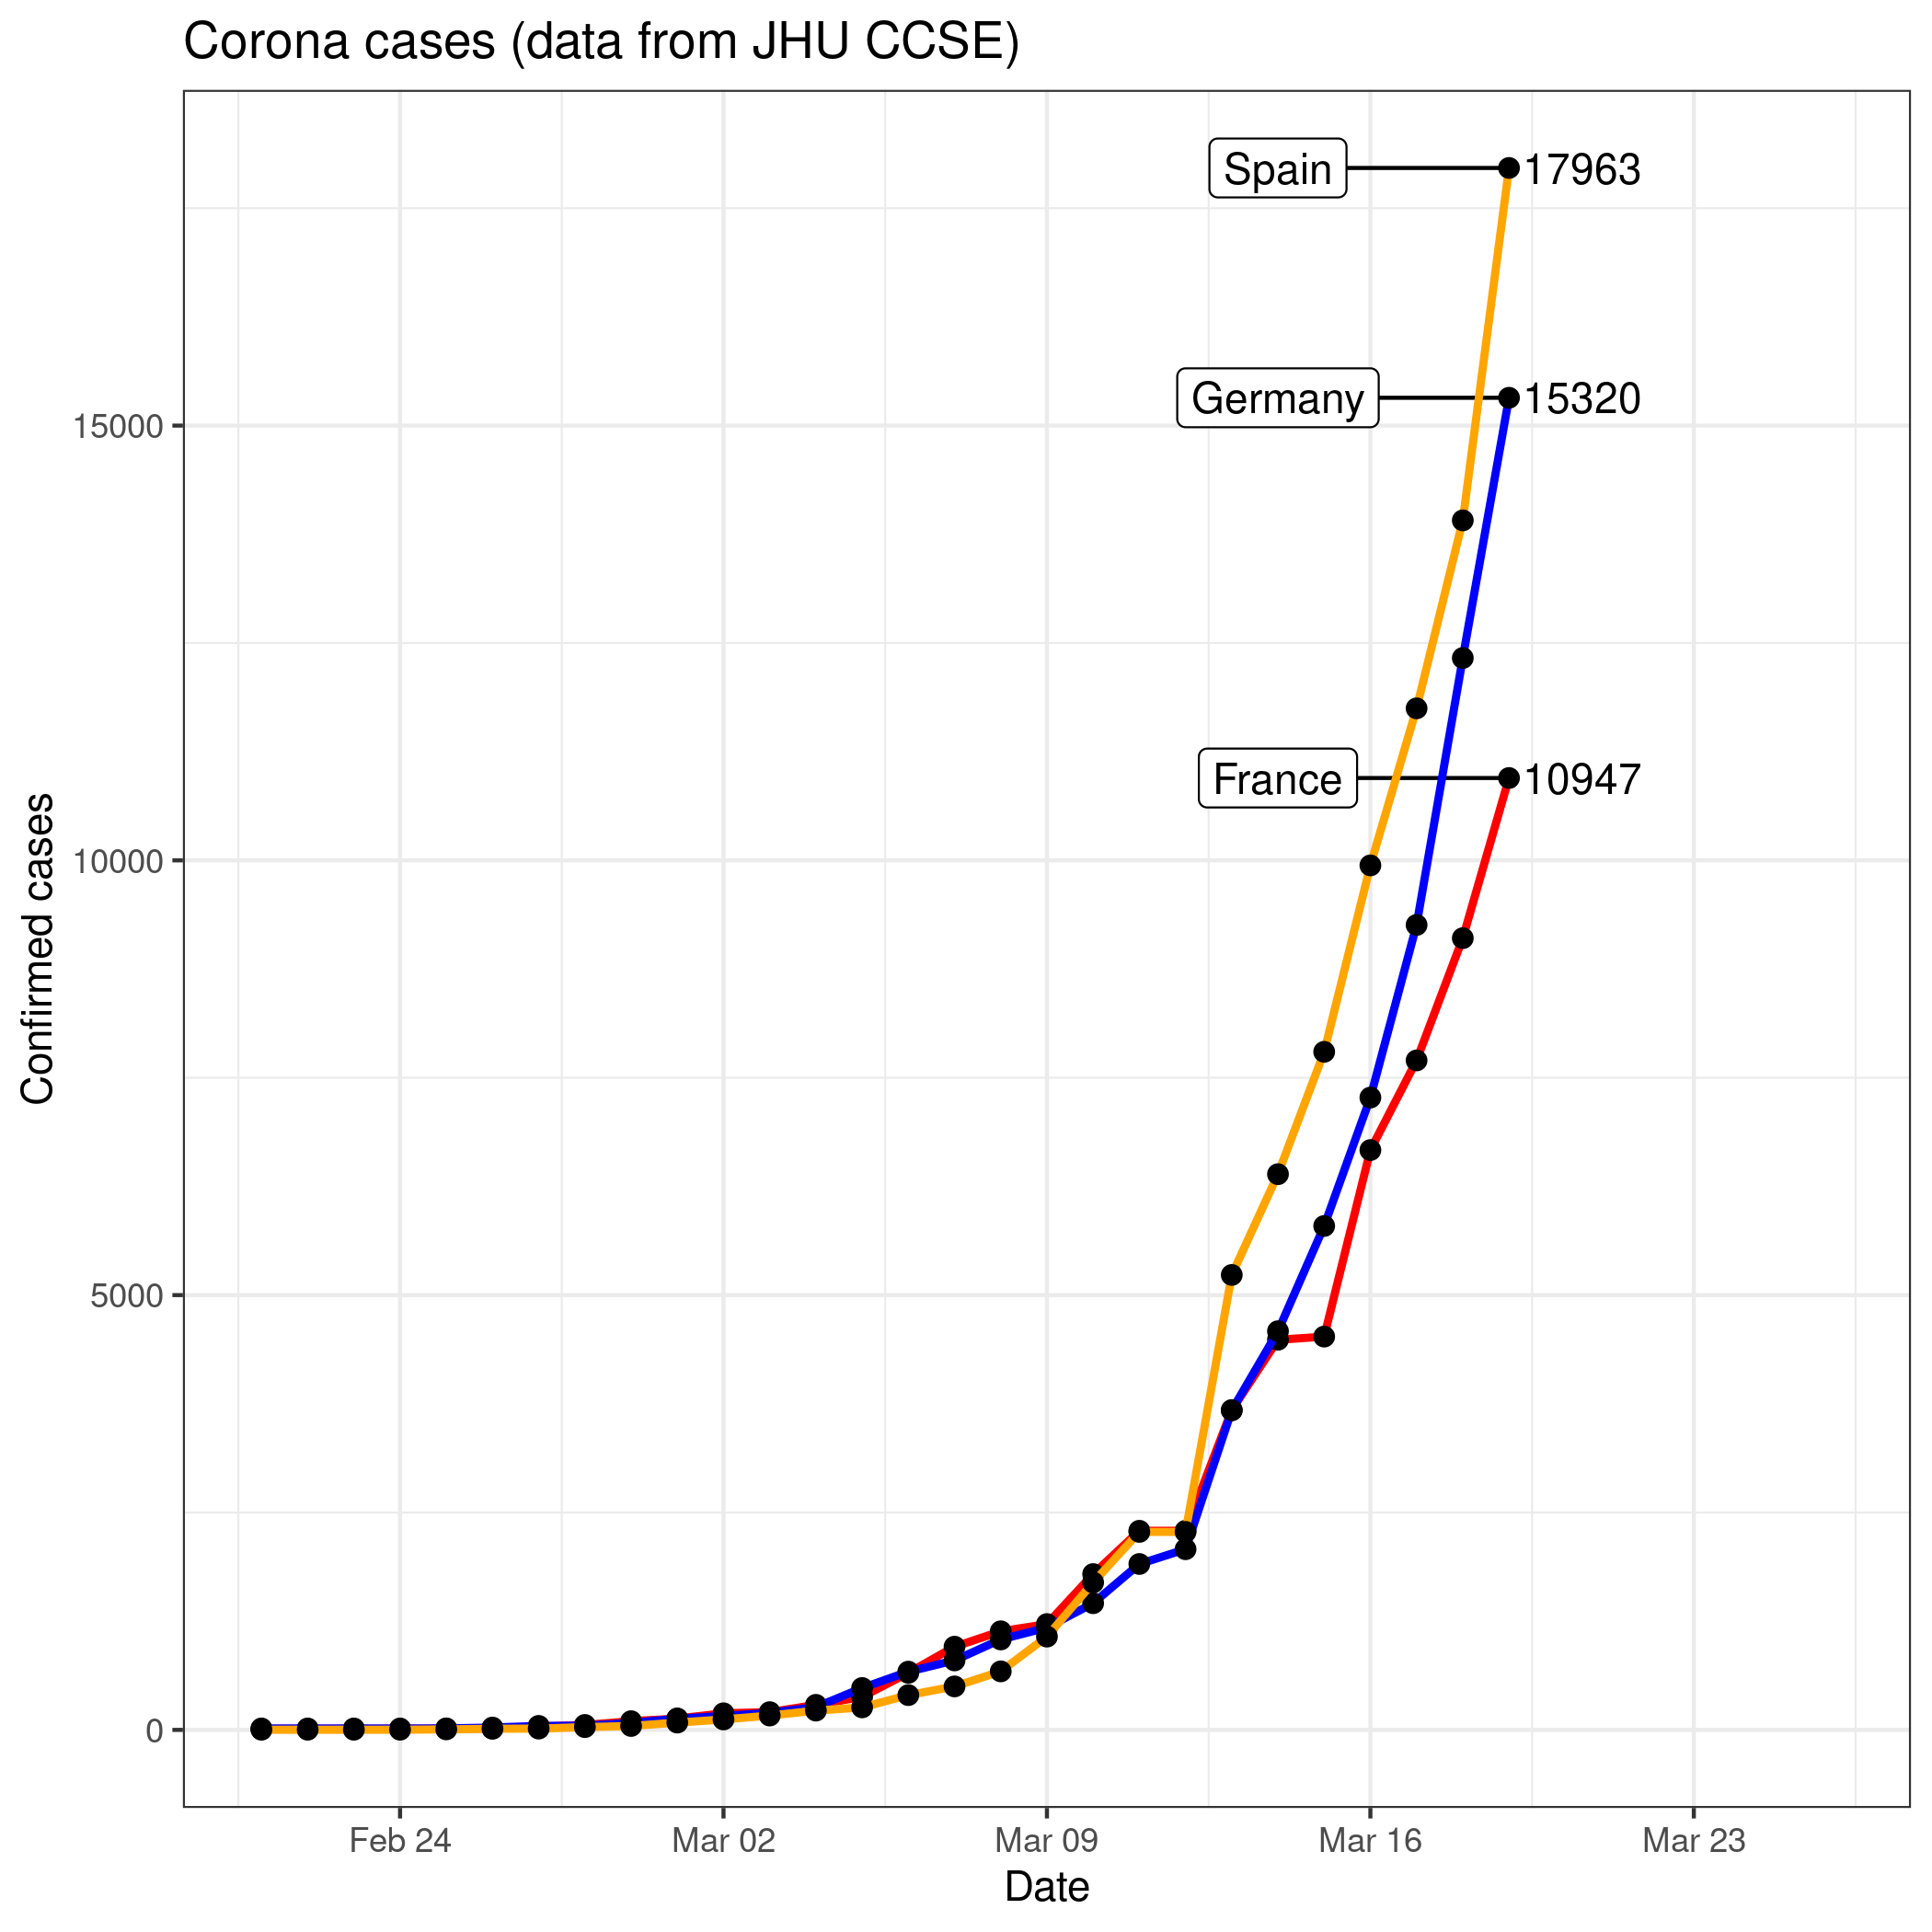 Corona cases (data from JHU CCSE)
Spain 17963
Germany 15320
France 10947
15000
10000
5000
0
Confirmed cases
Feb 24 Mar 02 Mar 09 Mar 16 Mar 23
Date